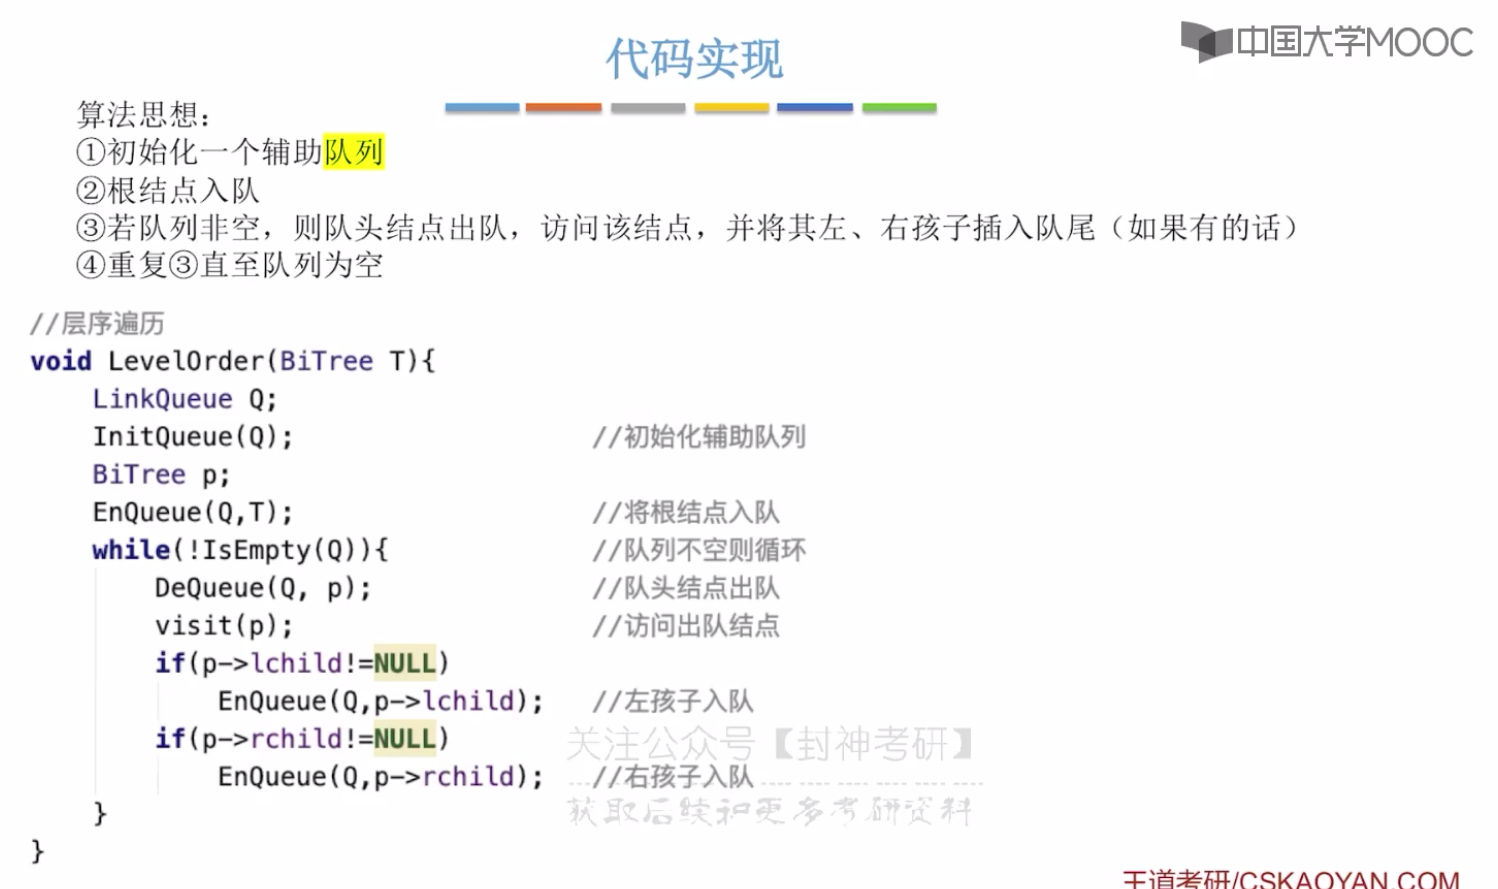 中国大学MOOC
代码实现
算法思想：
①初始化一个辅助队列
②根结点入队
③若队列非空，则队头结点出队，访问该结点，并将其左、右孩子插入队尾（如果有的话）
④重复③直至队列为空
//层序遍历
void LevelOrder(BiTree T){
    LinkQueue Q;
    InitQueue(Q);                   //初始化辅助队列
    BiTree p;
    EnQueue(Q,T);                   //将根结点入队
    while(!IsEmpty(Q)){             //队列不空则循环
        DeQueue(Q, p);              //队头结点出队
        visit(p);                   //访问出队结点
        if(p->lchild!=NULL)
            EnQueue(Q,p->lchild);   //左孩子入队
        if(p->rchild!=NULL)
关注公众号【封神考研】
            EnQueue(Q,p->rchild);   //右孩子入队
    }
获取后续和更多考研资料
}
王道考研/CSKAOYAN.COM